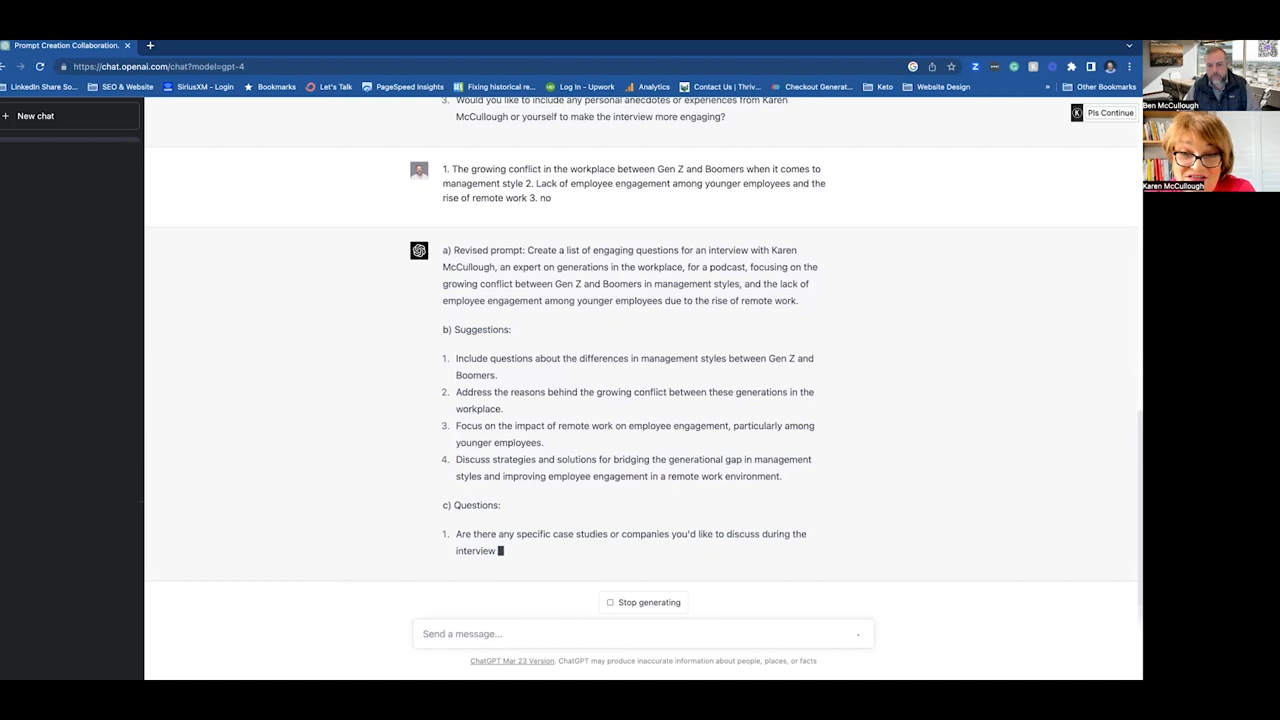 Prompt Creation Collaboration.
https://chat.openai.com/chat?model=gpt-4
LinkedIn Share So...
SEO & Website
SiriusXM - Login
Bookmarks
Let's Talk
PageSpeed Insights
Fixing historical re...
Log In - Upwork
Analytics
Contact Us | Thriv...
Checkout Generat...
Keto
Website Design
»
Other Bookmarks
New chat
Pls Continue
Ben McCullough
Karen McCullough
3. Would you like to include any personal anecdotes or experiences from Karen
McCullough or yourself to make the interview more engaging?
1. The growing conflict in the workplace between Gen Z and Boomers when it comes to
management style 2. Lack of employee engagement among younger employees and the
rise of remote work 3. no
a) Revised prompt: Create a list of engaging questions for an interview with Karen
McCullough, an expert on generations in the workplace, for a podcast, focusing on the
growing conflict between Gen Z and Boomers in management styles, and the lack of
employee engagement among younger employees due to the rise of remote work.
b) Suggestions:
1. Include questions about the differences in management styles between Gen Z and
Boomers.
2. Address the reasons behind the growing conflict between these generations in the
workplace.
3. Focus on the impact of remote work on employee engagement, particularly among
younger employees.
4. Discuss strategies and solutions for bridging the generational gap in management
styles and improving employee engagement in a remote work environment.
c) Questions:
1. Are there any specific case studies or companies you'd like to discuss during the
interview
Stop generating
Send a message...
ChatGPT Mar 23 Version. ChatGPT may produce inaccurate information about people, places, or facts